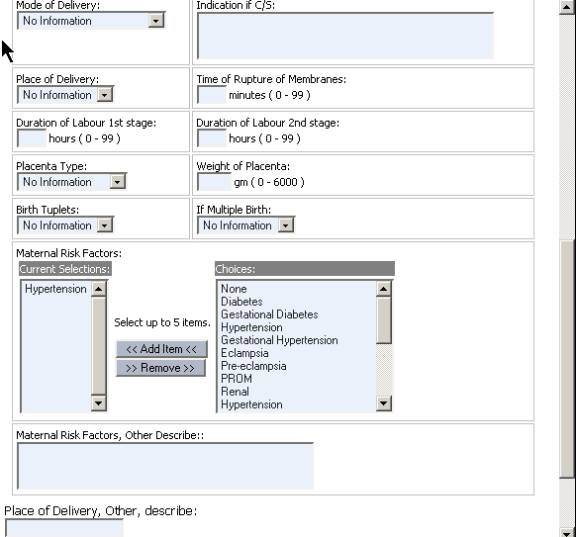 Mode of Delivery: Indication if C/S:
No Information
Place of Delivery: Time of Rupture of Membranes:
No Information minutes ( 0 - 99 )
Duration of Labour 1st stage: Duration of Labour 2nd stage:
hours ( 0 - 99 ) hours ( 0 - 99 )
Placenta Type: Weight of Placenta:
No Information gm ( 0 - 6000 )
Birth Tuplets: If Multiple Birth:
No Information No Information
Maternal Risk Factors:
Current Selections: Choices:
Hypertension
Select up to 5 items.
<< Add Item <<
>> Remove >>
None
Diabetes
Gestational Diabetes
Hypertension
Gestational Hypertension
Eclampsia
Pre-eclampsia
PROM
Renal
Hypertension
Maternal Risk Factors, Other Describe::
Place of Delivery, Other, describe: